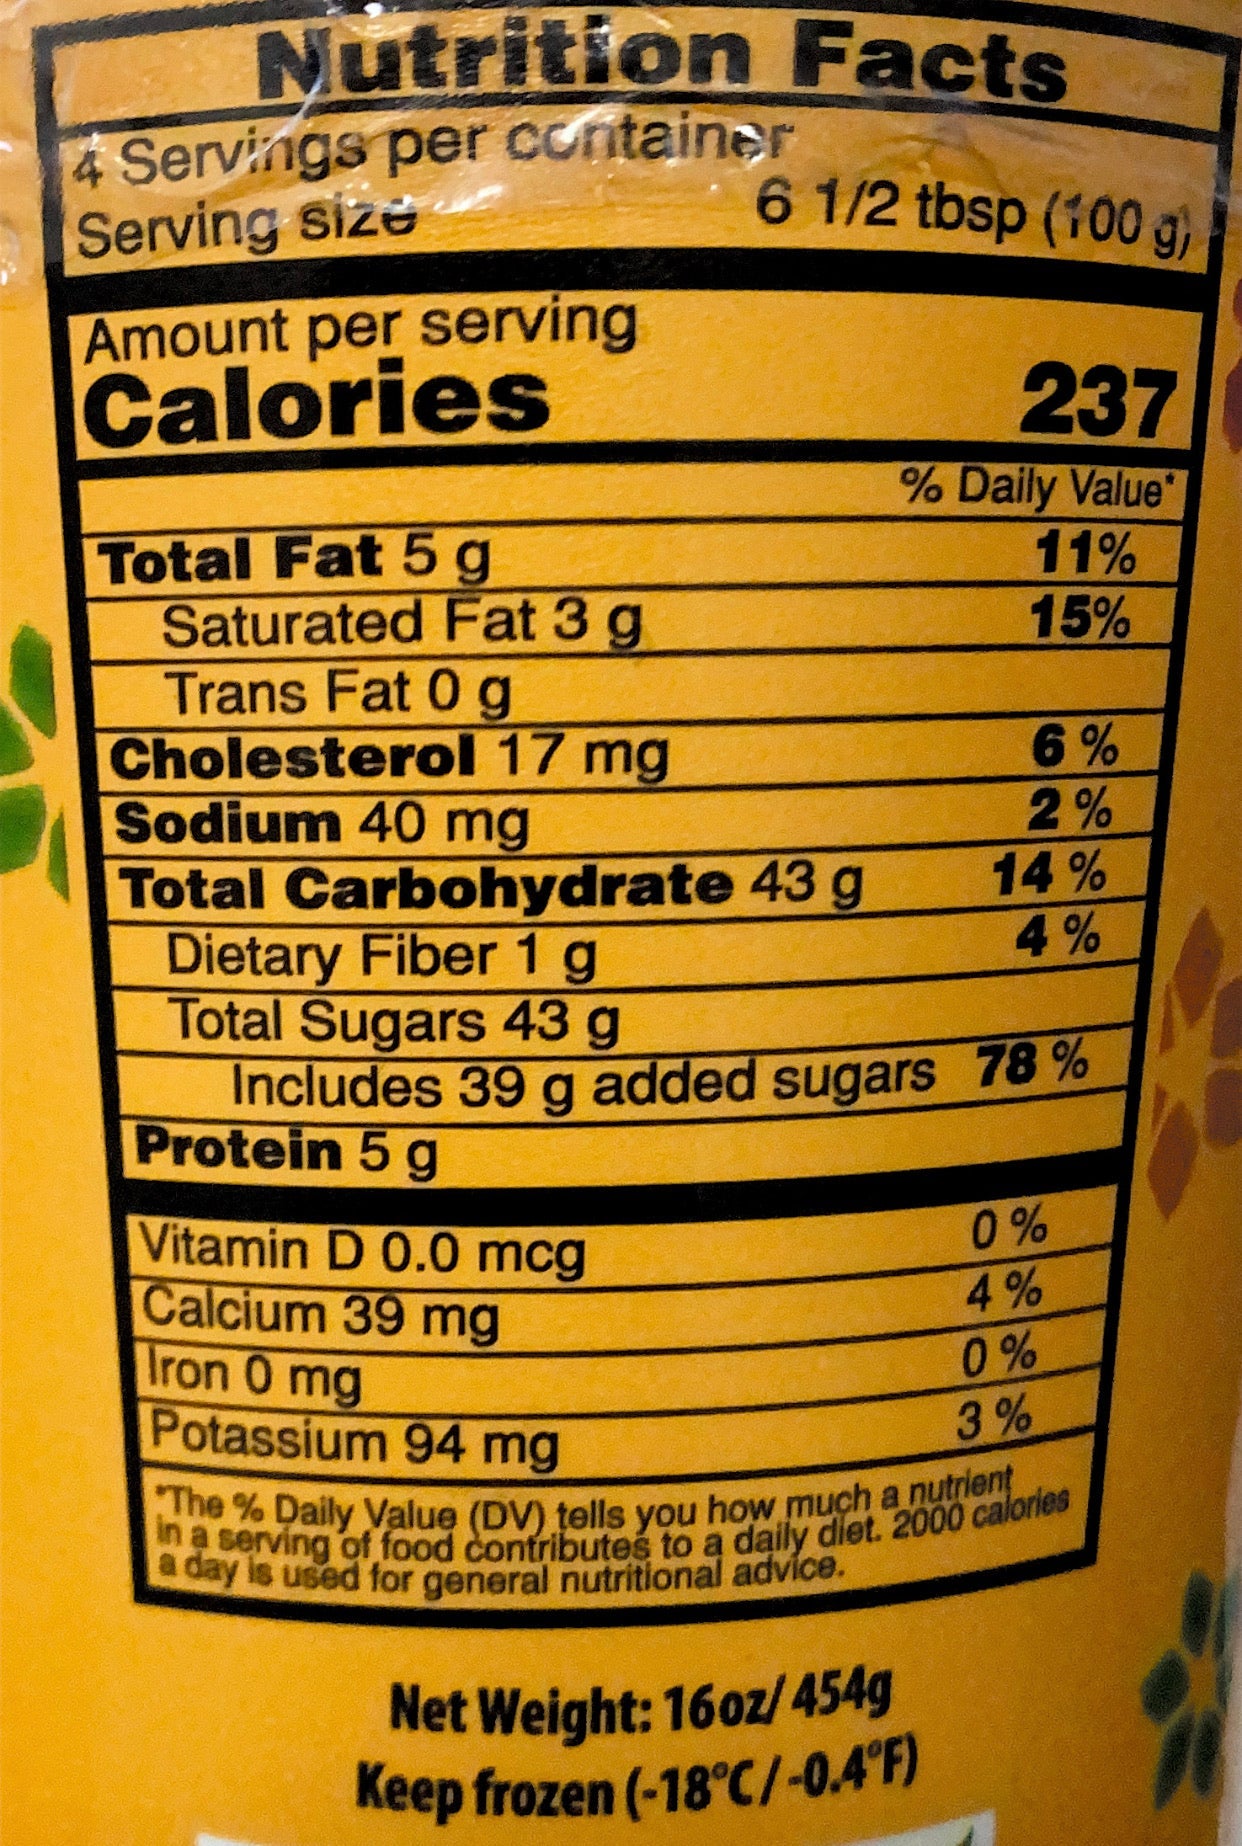 Nutrition Facts
4 Servings per container
Serving size 6 1/2 tbsp (100 g)
Amount per serving
Calories 237
% Daily Value*
Total Fat 5 g 11%
Saturated Fat 3 g 15%
Trans Fat 0 g
Cholesterol 17 mg 6 %
Sodium 40 mg 2 %
Total Carbohydrate 43 g 14 %
Dietary Fiber 1 g 4 %
Total Sugars 43 g
Includes 39 g added sugars 78 %
Protein 5 g
Vitamin D 0.0 mcg 0 %
Calcium 39 mg 4 %
Iron 0 mg 0 %
Potassium 94 mg 3 %
*The % Daily Value (DV) tells you how much a nutrient
in a serving of food contributes to a daily diet. 2000 calories
a day is used for general nutritional advice.
Net Weight: 16oz/ 454g
Keep frozen (-18°C/-0.4°F)